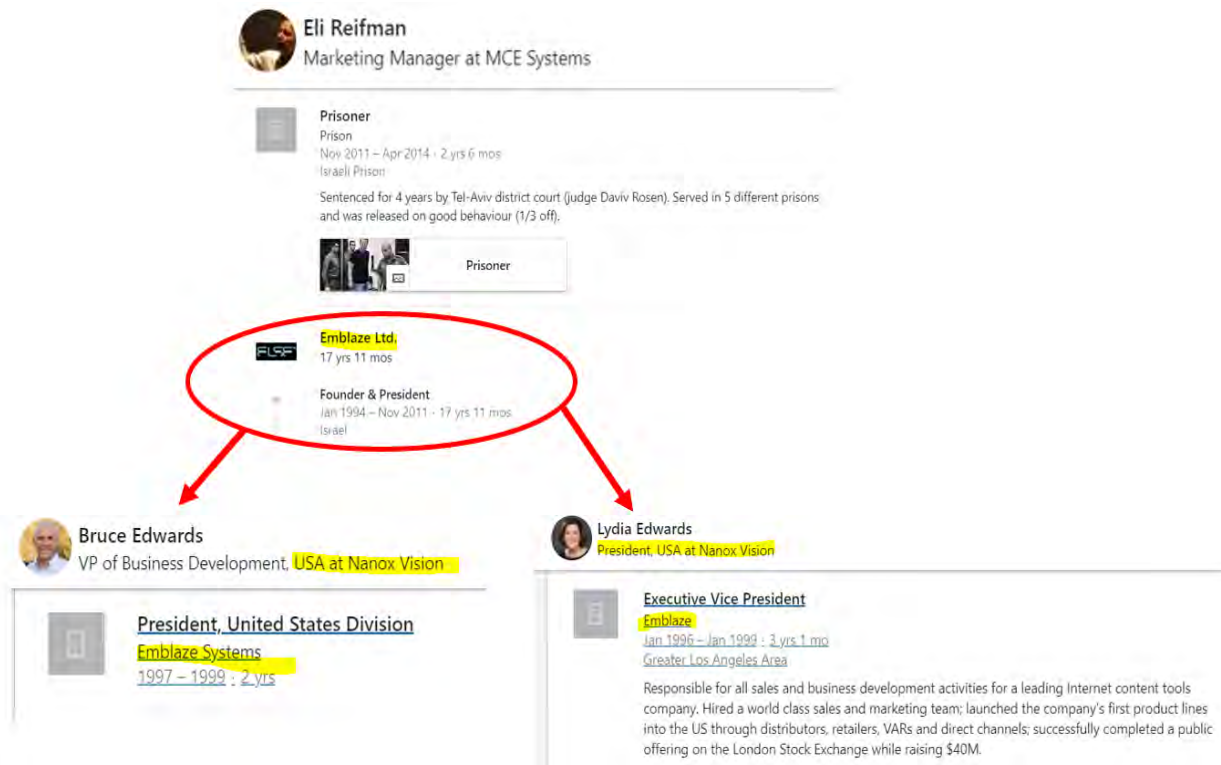 Eli Reifman
Marketing Manager at MCE Systems
Prisoner
Prison
Nov 2011 – Apr 2014 · 2 yrs 6 mos
Israeli Prison
Sentenced for 4 years by Tel-Aviv district court (judge Daviv Rosen). Served in 5 different prisons
and was released on good behaviour (1/3 off).
Prisoner
Emblaze Ltd.
17 yrs 11 mos
Founder & President
Jan 1994 – Nov 2011 · 17 yrs 11 mos
Israel
Bruce Edwards
VP of Business Development, USA at Nanox Vision
President, United States Division
Emblaze Systems
1997 – 1999 · 2 yrs
Lydia Edwards
President, USA at Nanox Vision
Executive Vice President
Emblaze
Jan 1996 – Jan 1999 · 3 yrs 1 mo
Greater Los Angeles Area
Responsible for all sales and business development activities for a leading Internet content tools
company. Hired a world class sales and marketing team; launched the company's first product lines
into the US through distributors, retailers, VARs and direct channels; successfully completed a public
offering on the London Stock Exchange while raising $40M.